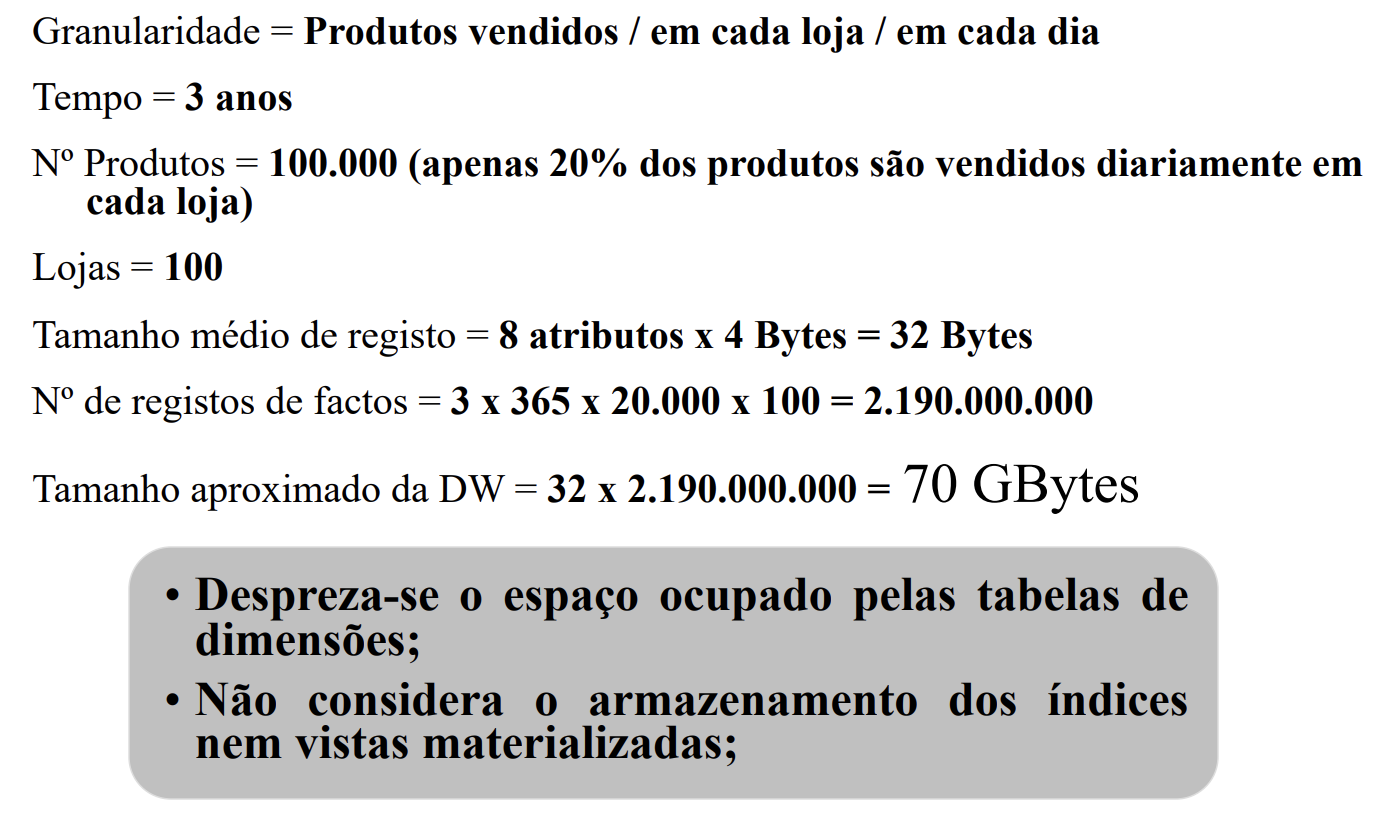 Granularidade = Produtos vendidos / em cada loja / em cada dia
Tempo = 3 anos
Nº Produtos = 100.000 (apenas 20% dos produtos são vendidos diariamente em
cada loja)
Lojas = 100
Tamanho médio de registo = 8 atributos x 4 Bytes = 32 Bytes
Nº de registos de factos = 3 x 365 x 20.000 x 100 = 2.190.000.000
Tamanho aproximado da DW = 32 x 2.190.000.000 = 70 GBytes
• Despreza-se o espaço ocupado pelas tabelas de
dimensões;
• Não considera o armazenamento dos índices
nem vistas materializadas;